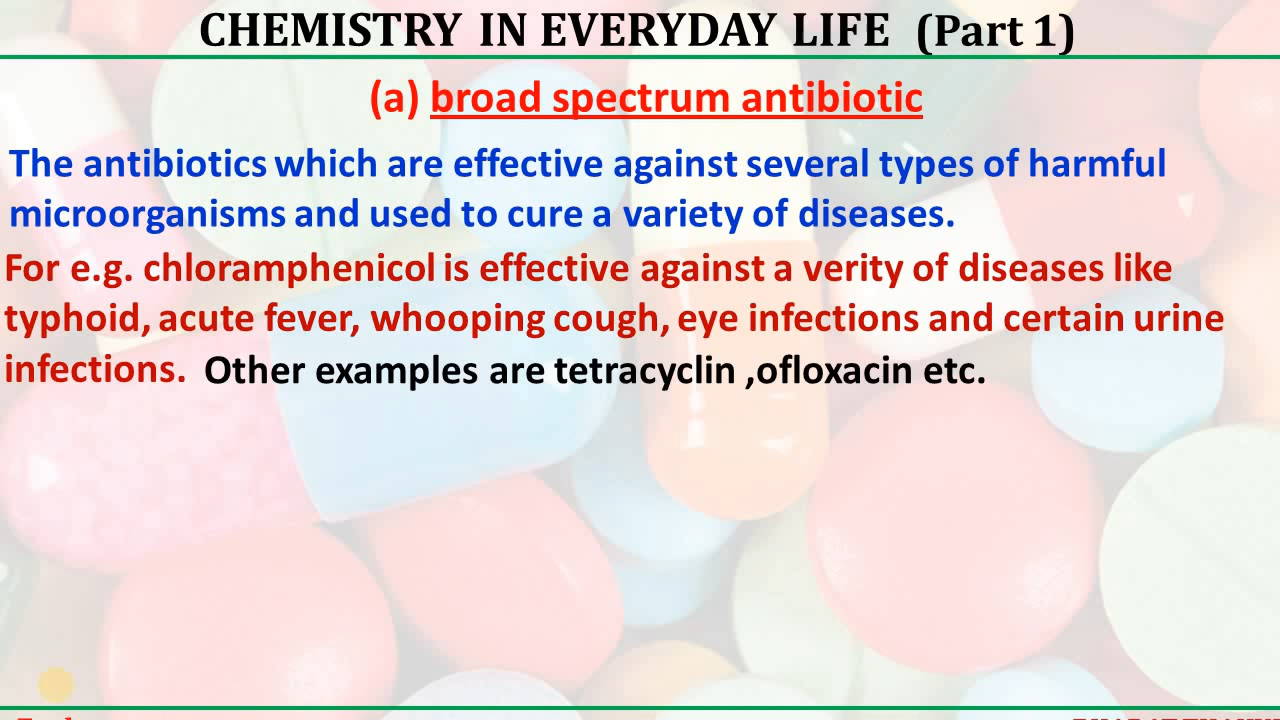 CHEMISTRY IN EVERYDAY LIFE (Part 1)
(a) broad spectrum antibiotic
The antibiotics which are effective against several types of harmful
microorganisms and used to cure a variety of diseases.
For e.g. chloramphenicol is effective against a verity of diseases like
typhoid, acute fever, whooping cough, eye infections and certain urine
infections. Other examples are tetracyclin ,ofloxacin etc.